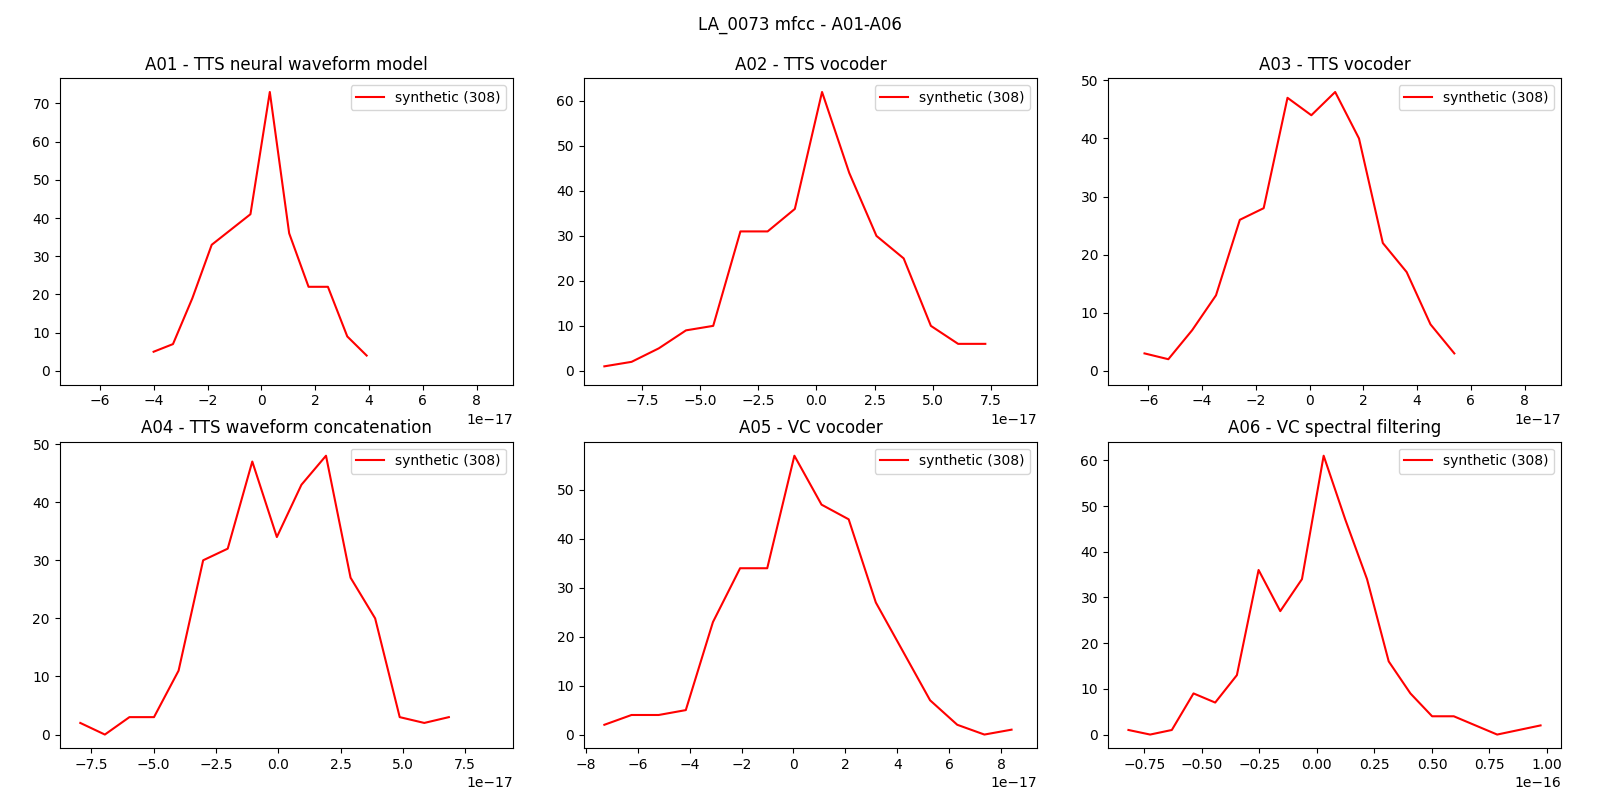 LA_0073 mfcc - A01-A06
A01 - TTS neural waveform model
synthetic (308)
70
60
50
40
30
20
10
0
−6 −4 −2 0 2 4 6 8
1e−17
A02 - TTS vocoder
synthetic (308)
60
50
40
30
20
10
0
−7.5 −5.0 −2.5 0.0 2.5 5.0 7.5
1e−17
A03 - TTS vocoder
synthetic (308)
50
40
30
20
10
0
−6 −4 −2 0 2 4 6 8
1e−17
A04 - TTS waveform concatenation
synthetic (308)
50
40
30
20
10
0
−7.5 −5.0 −2.5 0.0 2.5 5.0 7.5
1e−17
A05 - VC vocoder
synthetic (308)
50
40
30
20
10
0
−8 −6 −4 −2 0 2 4 6 8
1e−17
A06 - VC spectral filtering
synthetic (308)
60
50
40
30
20
10
0
−0.75 −0.50 −0.25 0.00 0.25 0.50 0.75 1.00
1e−16